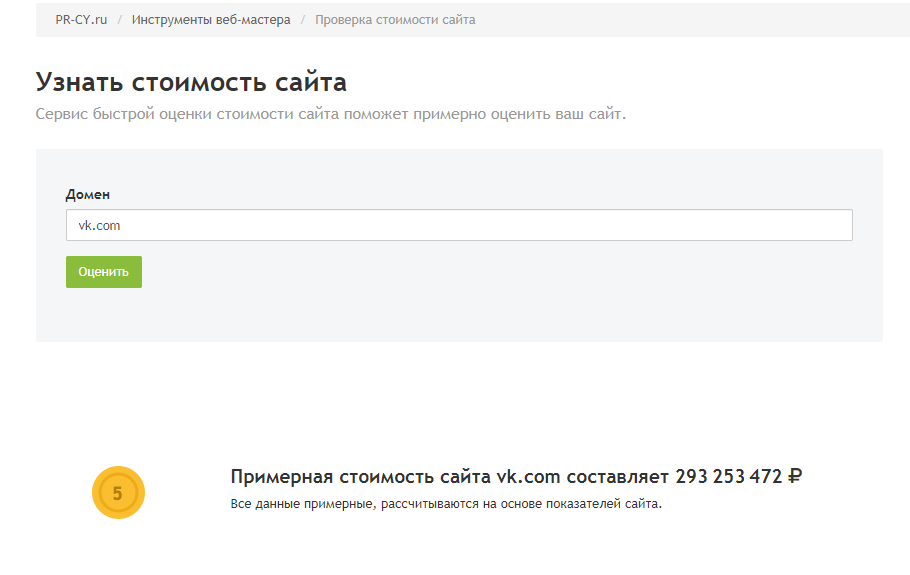 PR-CY.ru / Инструменты веб-мастера / Проверка стоимости сайта
Узнать стоимость сайта
Сервис быстрой оценки стоимости сайта поможет примерно оценить ваш сайт.
Домен
vk.com
Оценить
5
Примерная стоимость сайта vk.com составляет 293 253 472 ₽
Все данные примерные, рассчитываются на основе показателей сайта.